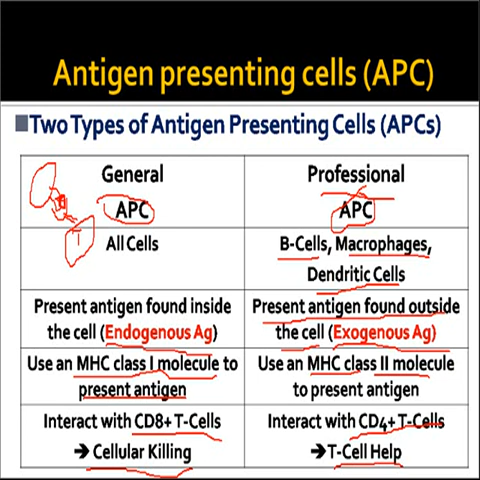 Antigen presenting cells (APC)
Two Types of Antigen Presenting Cells (APCs)
General
APC
Professional
APC
All Cells
B-Cells, Macrophages,
Dendritic Cells
Present antigen found inside
the cell (Endogenous Ag)
Present antigen found outside
the cell (Exogenous Ag)
Use an MHC class I molecule to
present antigen
Use an MHC class II molecule
to present antigen
Interact with CD8+ T-Cells
➔ Cellular Killing
Interact with CD4+ T-Cells
➔T-Cell Help
T